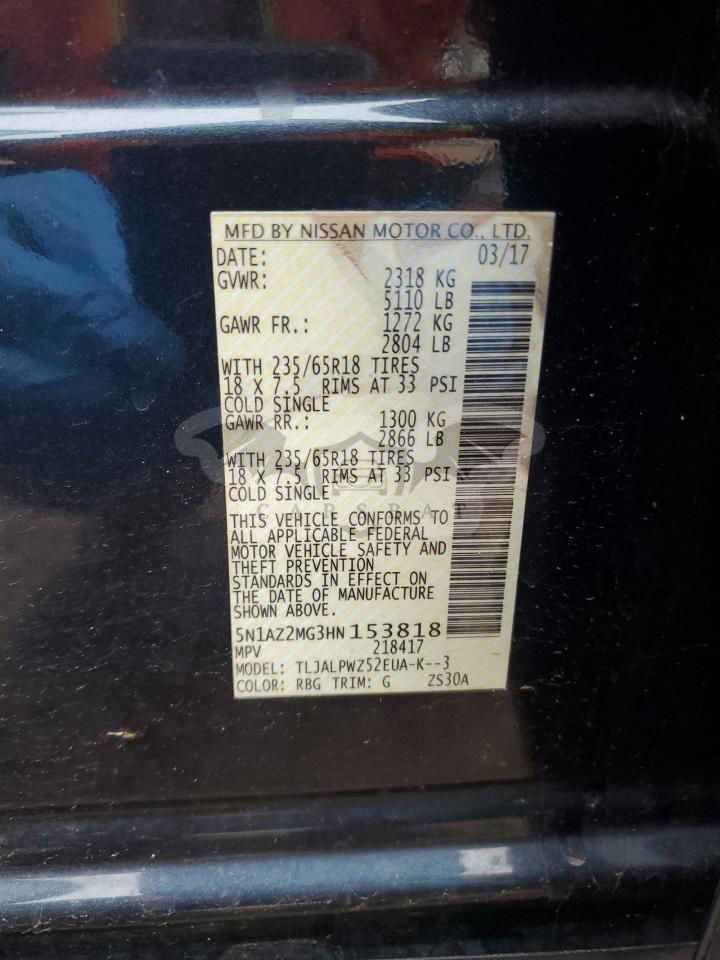 MFD BY NISSAN MOTOR CO., LTD.
DATE: 03/17
GVWR: 2318 KG
5110 LB
GAWR FR.: 1272 KG
2804 LB
WITH 235/65R18 TIRES
18 X 7.5 RIMS AT 33 PSI
COLD SINGLE
GAWR RR.: 1300 KG
2866 LB
WITH 235/65R18 TIRES
18 X 7.5 RIMS AT 33 PSI
COLD SINGLE
CARSBAT
THIS VEHICLE CONFORMS TO
ALL APPLICABLE FEDERAL
MOTOR VEHICLE SAFETY AND
THEFT PREVENTION
STANDARDS IN EFFECT ON
THE DATE OF MANUFACTURE
SHOWN ABOVE.
5N1AZ2MG3HN153818
MPV 218417
MODEL: TLJALPWZ52EUA-K--3
COLOR: RBG TRIM: G ZS30A